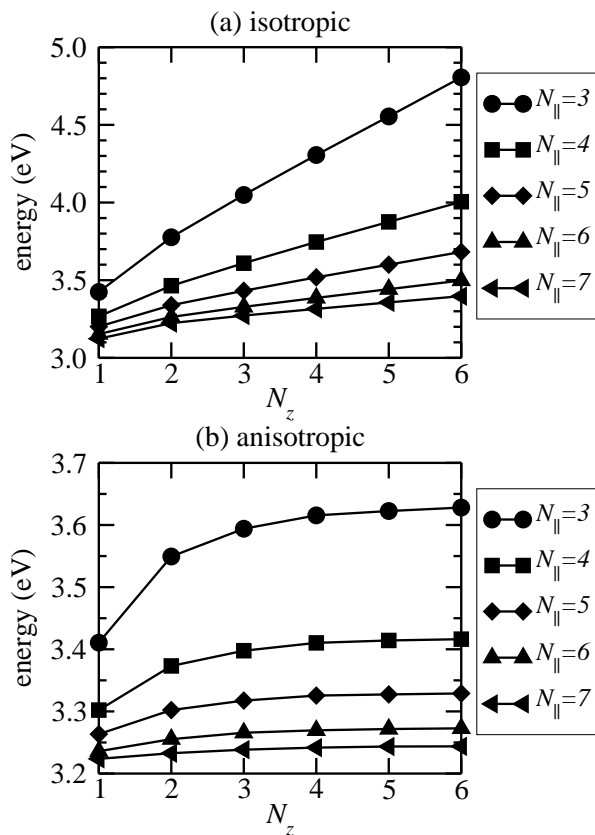 (a) isotropic
5.0
4.5
4.0
3.5
3.0
energy (eV)
1 2 3 4 5 6
N_z
N_||=3
N_||=4
N_||=5
N_||=6
N_||=7
(b) anisotropic
3.7
3.6
3.5
3.4
3.3
3.2
energy (eV)
1 2 3 4 5 6
N_z
N_||=3
N_||=4
N_||=5
N_||=6
N_||=7